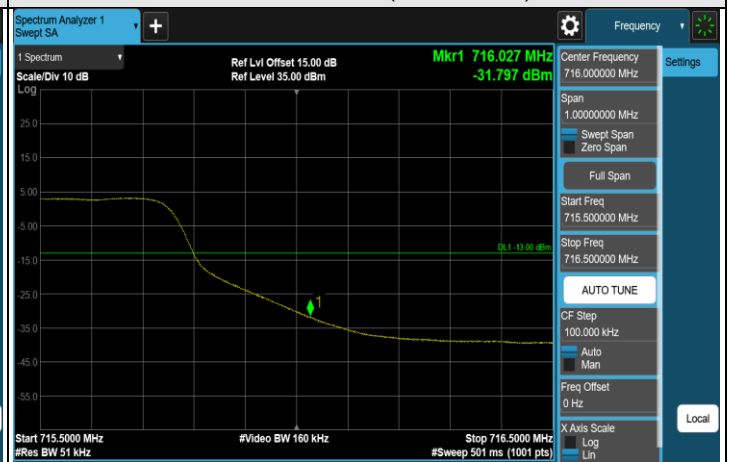 Spectrum Analyzer 1
Swept SA
+
Frequency
1 Spectrum
Scale/Div 10 dB
Log
Ref Lvl Offset 15.00 dB
Ref Level 35.00 dBm
Mkr1 716.027 MHz
-31.797 dBm
25.0
15.0
5.00
-5.00
-15.0
-25.0
-35.0
-45.0
-55.0
DL1 -13.00 dBm
1
Start 715.5000 MHz
#Res BW 51 kHz
#Video BW 160 kHz
Stop 716.5000 MHz
#Sweep 501 ms (1001 pts)
Center Frequency
716.000000 MHz
Settings
Span
1.00000000 MHz
Swept Span
Zero Span
Full Span
Start Freq
715.500000 MHz
Stop Freq
716.500000 MHz
AUTO TUNE
CF Step
100.000 kHz
Auto
Man
Freq Offset
0 Hz
X Axis Scale
Log
Lin
Local